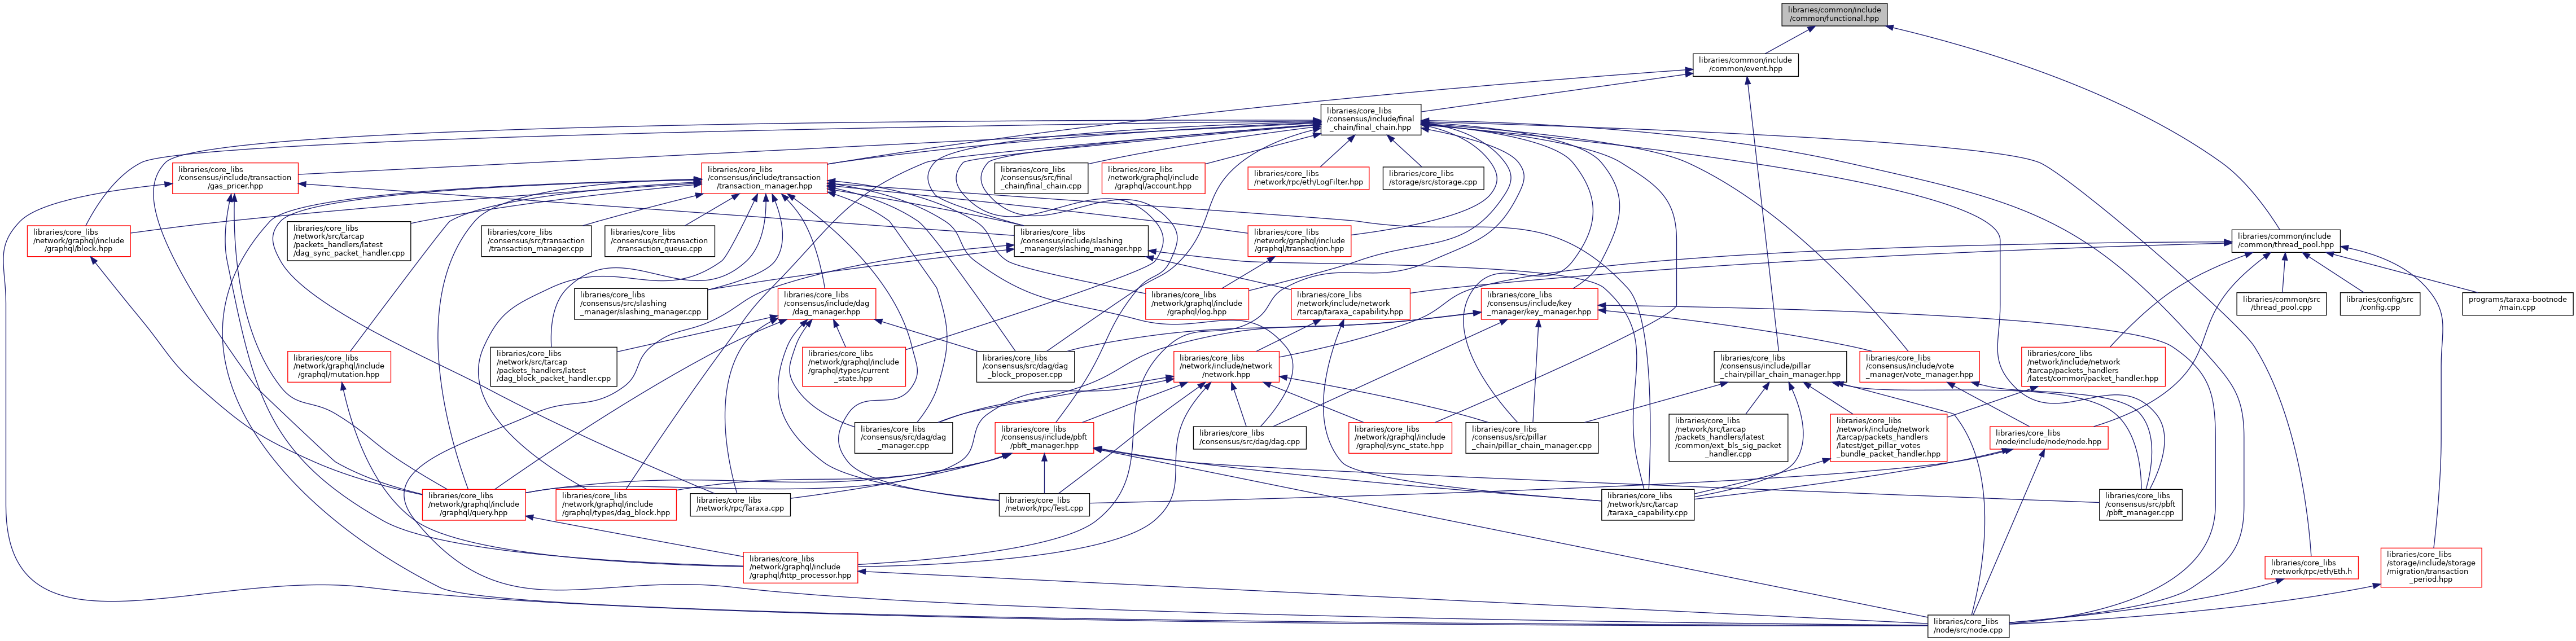 libraries/common/include
/common/functional.hpp
libraries/common/include
/common/event.hpp
libraries/core_libs
/consensus/include/final
_chain/final_chain.hpp
libraries/core_libs
/consensus/include/transaction
/gas_pricer.hpp
libraries/core_libs
/consensus/include/transaction
/transaction_manager.hpp
libraries/core_libs
/consensus/src/final
_chain/final_chain.cpp
libraries/core_libs
/network/graphql/include
/graphql/account.hpp
libraries/core_libs
/network/rpc/eth/LogFilter.hpp
libraries/core_libs
/storage/src/storage.cpp
libraries/core_libs
/network/graphql/include
/graphql/block.hpp
libraries/core_libs
/network/src/tarcap
/packets_handlers/latest
/dag_sync_packet_handler.cpp
libraries/core_libs
/consensus/src/transaction
/transaction_manager.cpp
libraries/core_libs
/consensus/src/transaction
/transaction_queue.cpp
libraries/core_libs
/consensus/include/slashing
_manager/slashing_manager.hpp
libraries/core_libs
/network/graphql/include
/graphql/transaction.hpp
libraries/common/include
/common/thread_pool.hpp
libraries/core_libs
/consensus/src/slashing
_manager/slashing_manager.cpp
libraries/core_libs
/consensus/include/dag
/dag_manager.hpp
libraries/core_libs
/network/graphql/include
/graphql/log.hpp
libraries/core_libs
/network/include/network
/tarcap/taraxa_capability.hpp
libraries/core_libs
/consensus/include/key
_manager/key_manager.hpp
libraries/common/src
/thread_pool.cpp
libraries/config/src
/config.cpp
programs/taraxa-bootnode
/main.cpp
libraries/core_libs
/network/graphql/include
/graphql/mutation.hpp
libraries/core_libs
/network/src/tarcap
/packets_handlers/latest
/dag_block_packet_handler.cpp
libraries/core_libs
/network/graphql/include
/graphql/types/current
_state.hpp
libraries/core_libs
/consensus/src/dag/dag
_block_proposer.cpp
libraries/core_libs
/network/include/network
/network.hpp
libraries/core_libs
/consensus/include/pillar
_chain/pillar_chain_manager.hpp
libraries/core_libs
/consensus/include/vote
_manager/vote_manager.hpp
libraries/core_libs
/network/include/network
/tarcap/packets_handlers
/latest/common/packet_handler.hpp
libraries/core_libs
/consensus/src/dag/dag
_manager.cpp
libraries/core_libs
/consensus/include/pbft
/pbft_manager.hpp
libraries/core_libs
/consensus/src/dag/dag.cpp
libraries/core_libs
/network/graphql/include
/graphql/sync_state.hpp
libraries/core_libs
/consensus/src/pillar
_chain/pillar_chain_manager.cpp
libraries/core_libs
/network/src/tarcap
/packets_handlers/latest
/common/ext_bls_sig_packet
_handler.cpp
libraries/core_libs
/network/include/network
/tarcap/packets_handlers
/latest/get_pillar_votes
_bundle_packet_handler.hpp
libraries/core_libs
/node/include/node/node.hpp
libraries/core_libs
/network/graphql/include
/graphql/query.hpp
libraries/core_libs
/network/graphql/include
/graphql/types/dag_block.hpp
libraries/core_libs
/network/rpc/Taraxa.cpp
libraries/core_libs
/network/rpc/Test.cpp
libraries/core_libs
/network/src/tarcap
/taraxa_capability.cpp
libraries/core_libs
/consensus/src/pbft
/pbft_manager.cpp
libraries/core_libs
/network/graphql/include
/graphql/http_processor.hpp
libraries/core_libs
/network/rpc/eth/Eth.h
libraries/core_libs
/storage/include/storage
/migration/transaction
_period.hpp
libraries/core_libs
/node/src/node.cpp